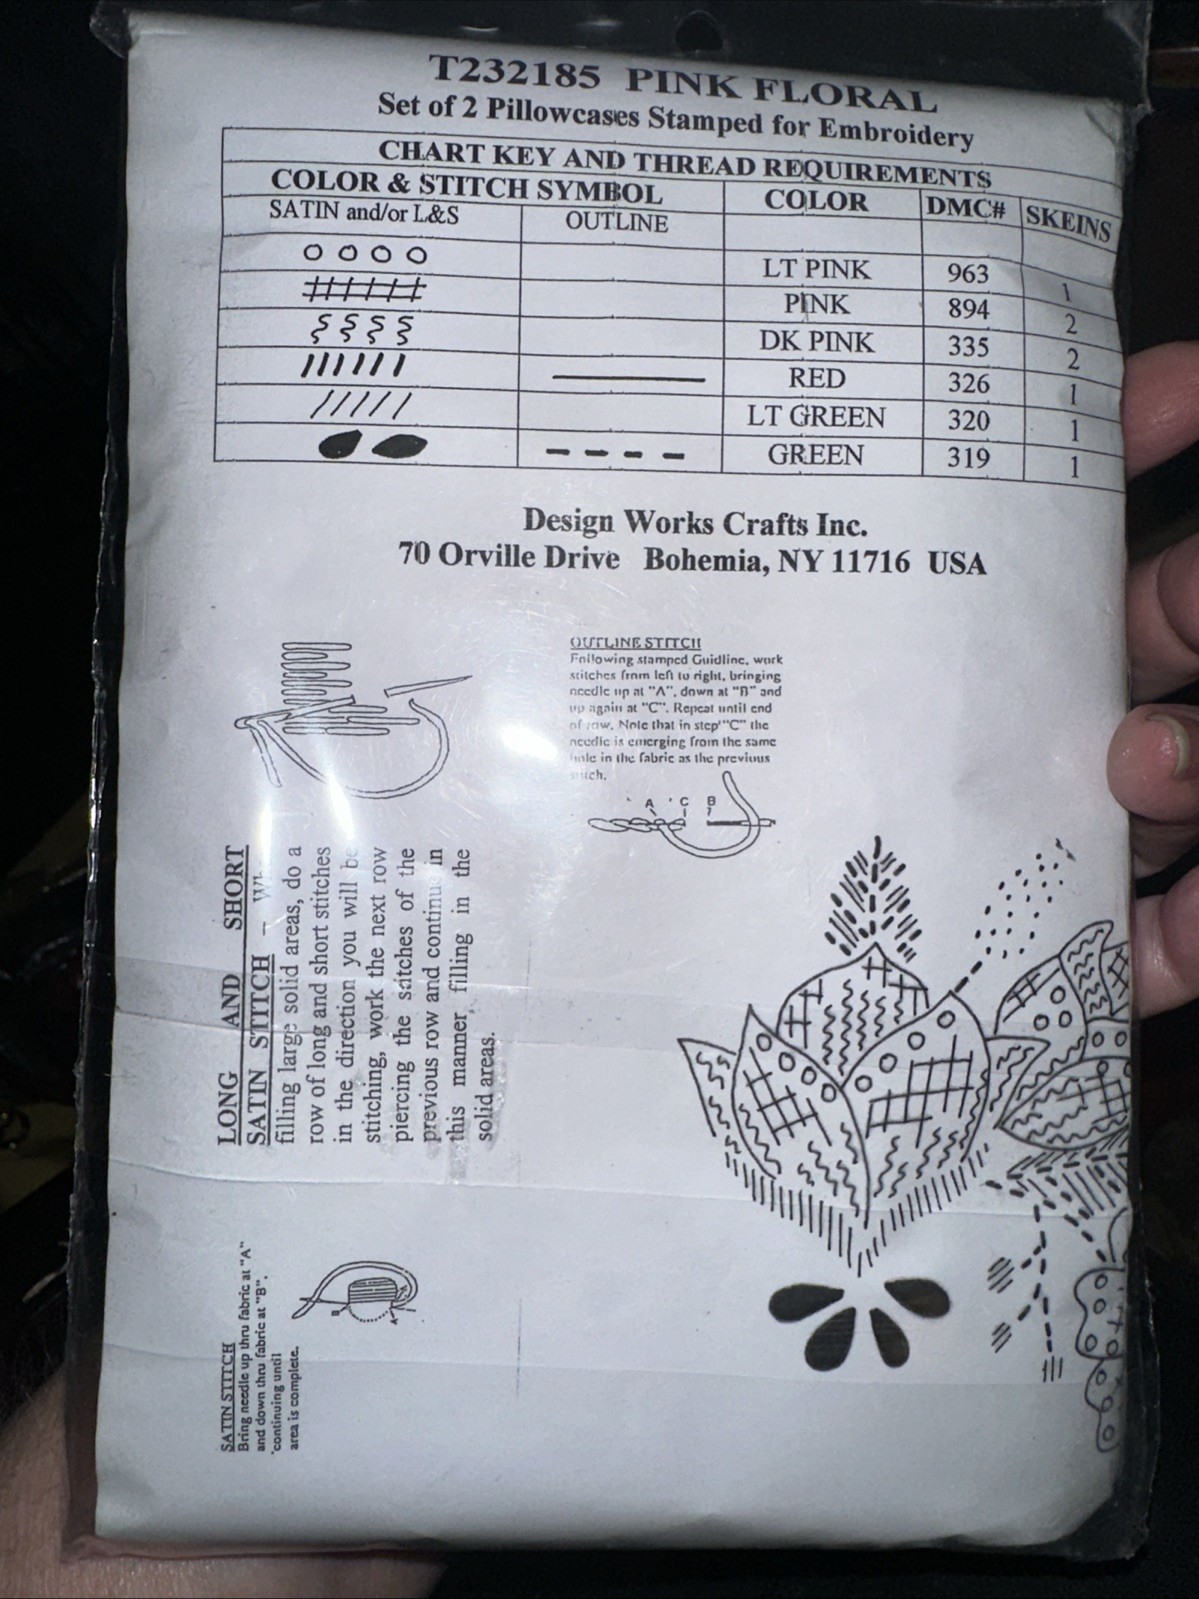 T232185 PINK FLORAL
Set of 2 Pillowcases Stamped for Embroidery
CHART KEY AND THREAD REQUIREMENTS
COLOR & STITCH SYMBOL COLOR DMC# SKEINS
SATIN and/or L&S OUTLINE
LT PINK 963 1
PINK 894 2
DK PINK 335 2
RED 326 1
LT GREEN 320 1
GREEN 319 1
Design Works Crafts Inc.
70 Orville Drive Bohemia, NY 11716 USA
OUTLINE STITCH
Following stamped Guidline, work
stitches from left to right, bringing
needle up at "A", down at "B" and
up again at "C". Repeat until end
of row. Note that in step "C" the
needle is emerging from the same
hole in the fabric as the previous
stitch.
A C B
LONG AND SHORT
SATIN STITCH –
filling large solid areas, do a
row of long and short stitches
in the direction you will be
stitching, work the next row
piercing the stitches of the
previous row and continue in
this manner, filling in the
solid areas.
SATIN STITCH
Bring needle up thru fabric at "A"
and down thru fabric at "B",
continuing until
area is complete.
B
A